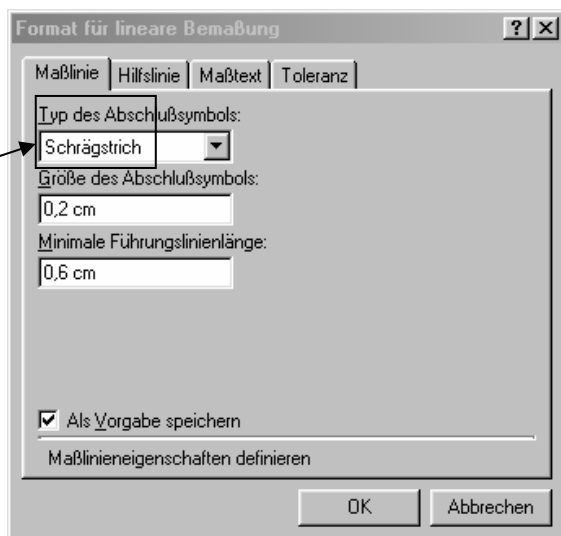 Format für lineare Bemaßung
Maßlinie Hilfslinie Maßtext Toleranz
Typ des Abschlußsymbols:
Schrägstrich
Größe des Abschlußsymbols:
0,2 cm
Minimale Führungslinienlänge:
0,6 cm
Als Vorgabe speichern
Maßlinieneigenschaften definieren
OK Abbrechen